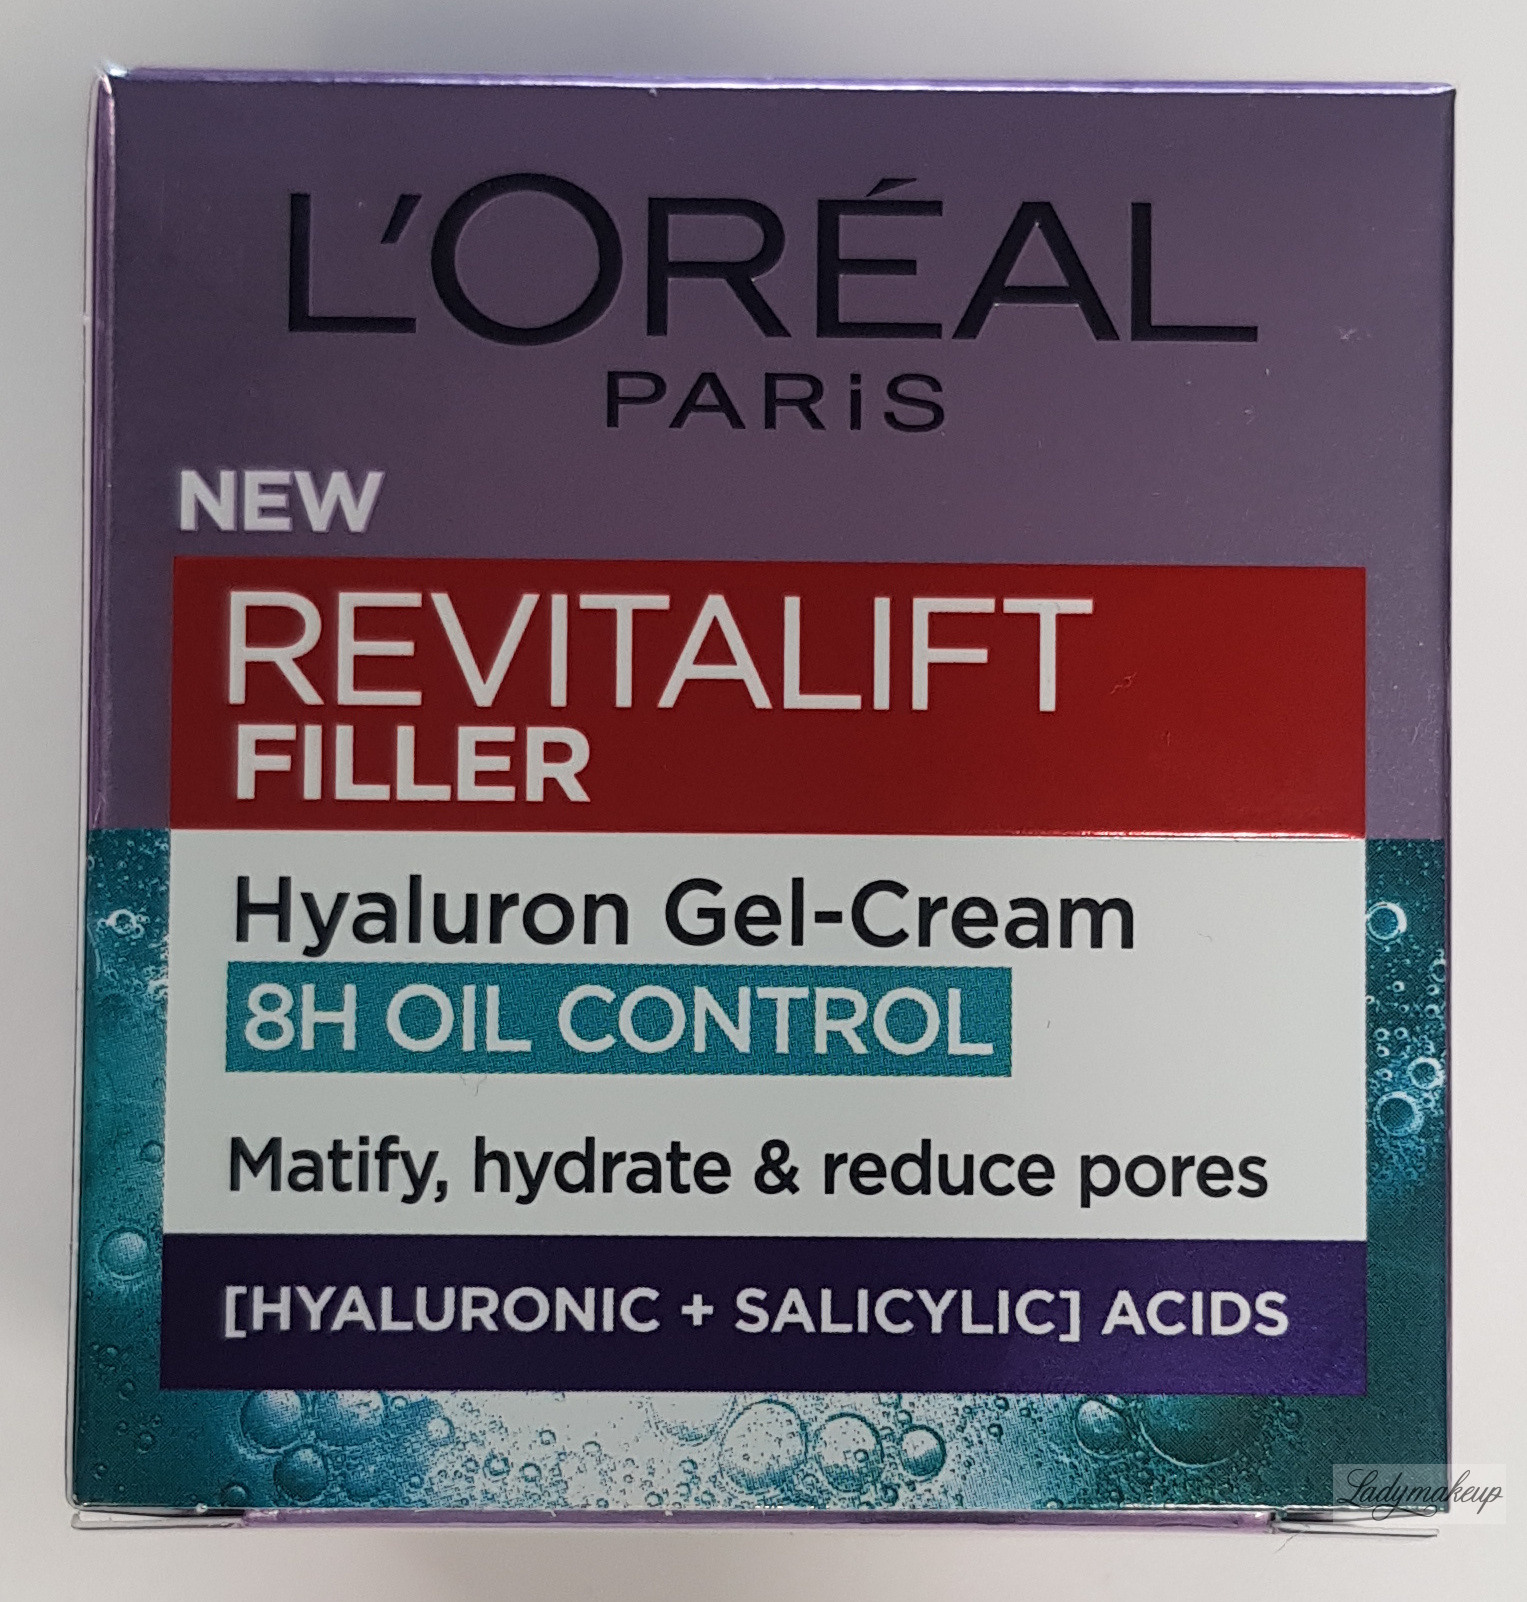 L'ORÉAL
PARiS
NEW
REVITALIFT
FILLER
Hyaluron Gel-Cream
8H OIL CONTROL
Matify, hydrate & reduce pores
[HYALURONIC + SALICYLIC] ACIDS
Ladymakeup